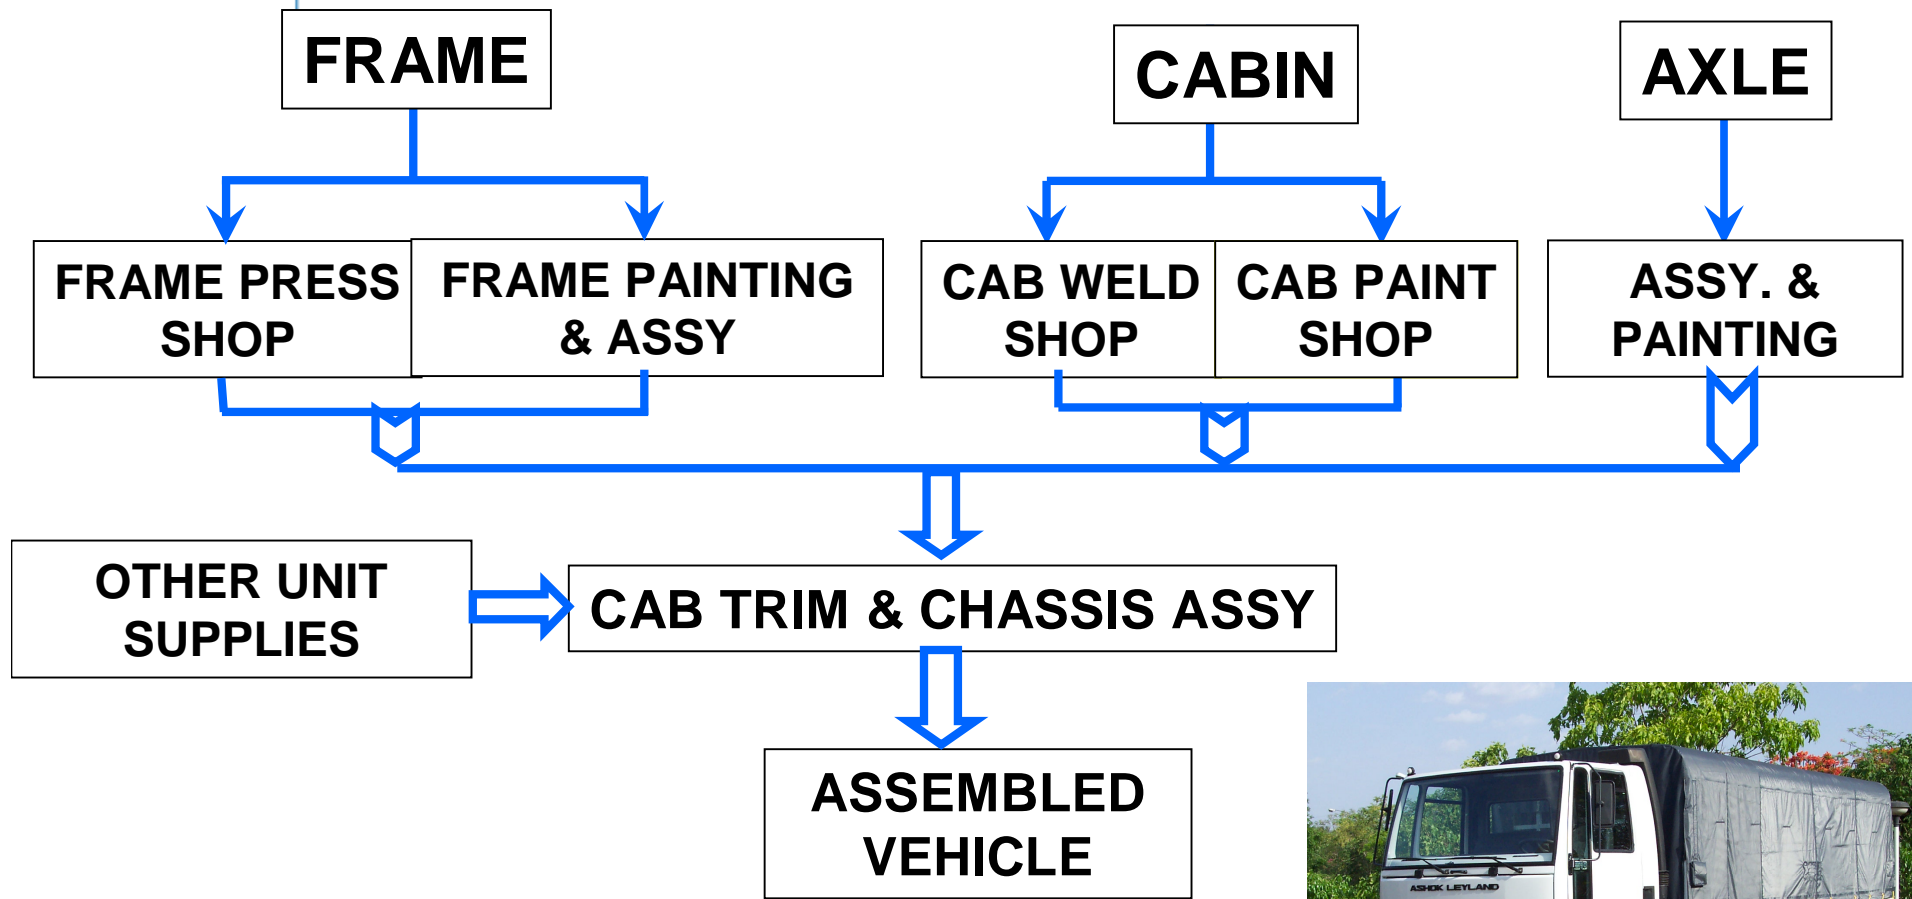 FRAME
CABIN
AXLE
FRAME PRESS
SHOP
FRAME PAINTING
& ASSY
CAB WELD
SHOP
CAB PAINT
SHOP
ASSY. &
PAINTING
OTHER UNIT
SUPPLIES
CAB TRIM & CHASSIS ASSY
ASSEMBLED
VEHICLE
ASHOK LEYLAND